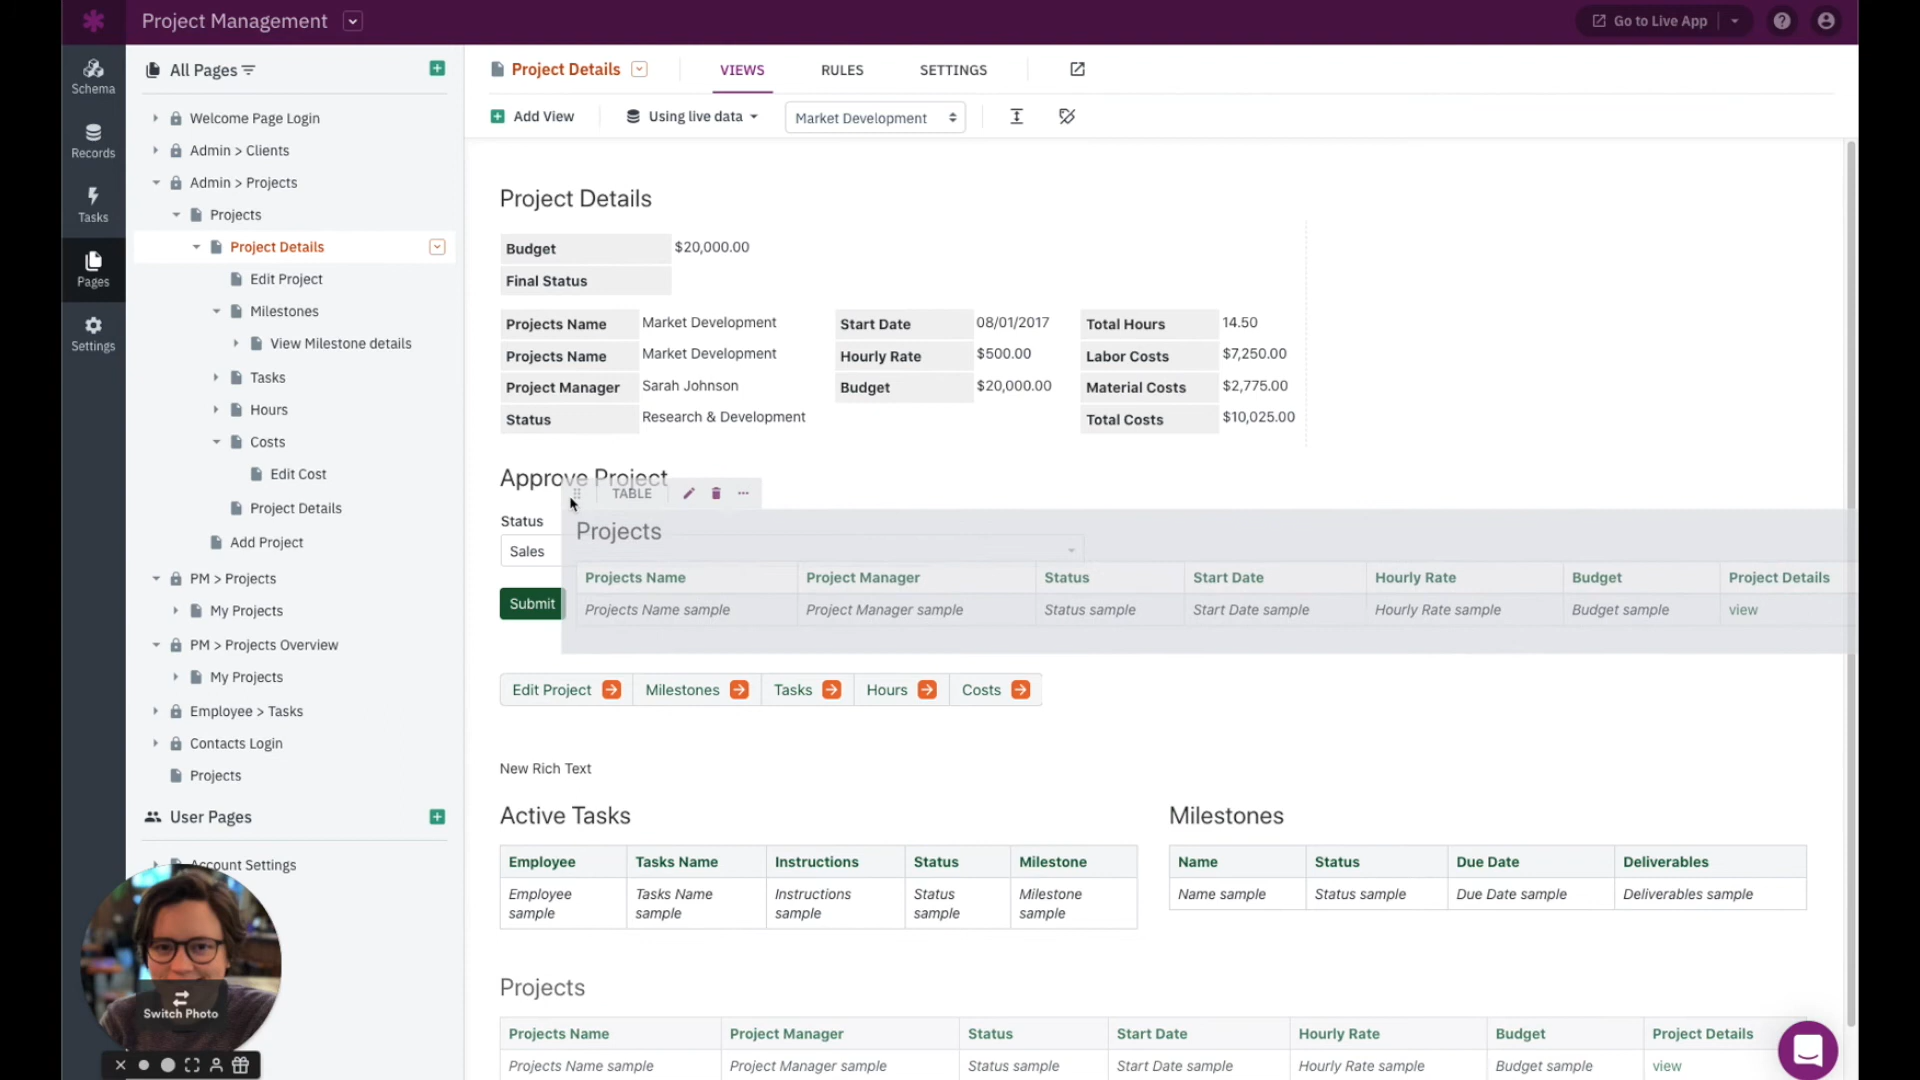 Project Management
Go to Live App
Schema
Records
Tasks
Pages
Settings
All Pages
Welcome Page Login
Admin > Clients
Admin > Projects
Projects
Project Details
Edit Project
Milestones
View Milestone details
Tasks
Hours
Costs
Edit Cost
Project Details
Add Project
PM > Projects
My Projects
PM > Projects Overview
My Projects
Employee > Tasks
Contacts Login
Projects
User Pages
Account Settings
Switch Photo
Project Details
VIEWS
RULES
SETTINGS
Add View
Using live data
Market Development
Project Details
Budget $20,000.00
Final Status
Projects Name Market Development Start Date 08/01/2017 Total Hours 14.50
Projects Name Market Development Hourly Rate $500.00 Labor Costs $7,250.00
Project Manager Sarah Johnson Budget $20,000.00 Material Costs $2,775.00
Status Research & Development Total Costs $10,025.00
Approve Project
TABLE
Status
Sales
Submit
Projects
Projects Name Project Manager Status Start Date Hourly Rate Budget Project Details
Projects Name sample Project Manager sample Status sample Start Date sample Hourly Rate sample Budget sample view
Edit Project Milestones Tasks Hours Costs
New Rich Text
Active Tasks
Employee Tasks Name Instructions Status Milestone
Employee Tasks Name Instructions Status Milestone
sample sample sample sample sample
Milestones
Name Status Due Date Deliverables
Name sample Status sample Due Date sample Deliverables sample
Projects
Projects Name Project Manager Status Start Date Hourly Rate Budget Project Details
Projects Name sample Project Manager sample Status sample Start Date sample Hourly Rate sample Budget sample view